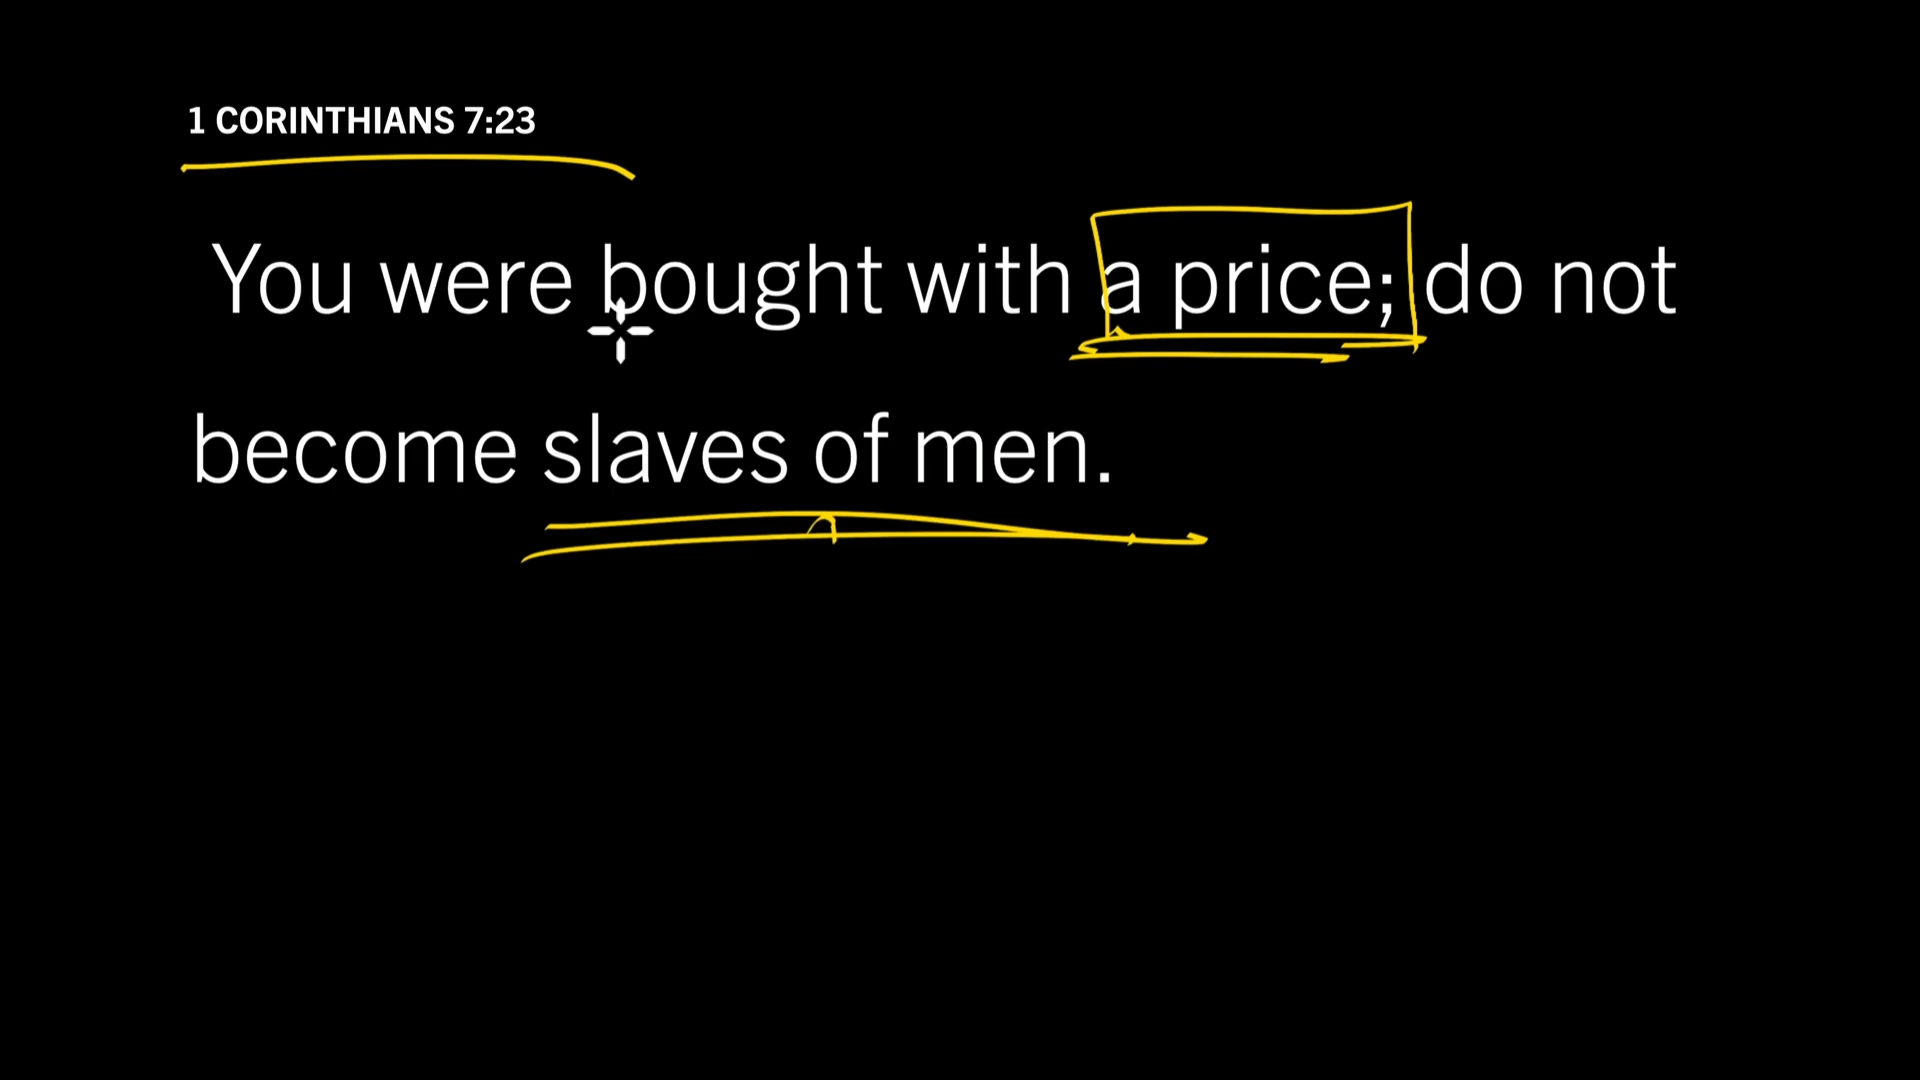 1 CORINTHIANS 7:23
You were bought with a price; do not
become slaves of men.